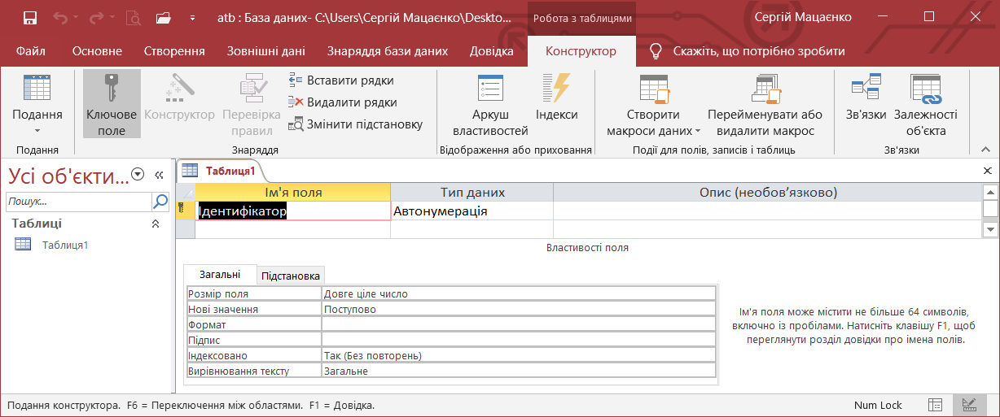 atb : База даних- C:\Users\Сергій Мацаєнко\Deskto...
Робота з таблицями
Сергій Мацаєнко
Файл
Основне
Створення
Зовнішні дані
Знаряддя бази даних
Довідка
Конструктор
Скажіть, що потрібно зробити
Подання
Ключове
поле
Конструктор
Перевірка
правил
Вставити рядки
Видалити рядки
Змінити підстановку
Аркуш
властивостей
Індекси
Створити
макроси даних
Перейменувати або
видалити макрос
Зв'язки
Залежності
об'єкта
Подання
Знаряддя
Відображення або приховання
Події для полів, записів і таблиць
Зв'язки
Усі об'єкти...
Пошук...
Таблиці
Таблиця1
Таблиця1
Ім'я поля
Тип даних
Опис (необов’язково)
Ідентифікатор
Автонумерація
Властивості поля
Загальні
Підстановка
Розмір поля
Довге ціле число
Нові значення
Поступово
Формат
Підпис
Індексовано
Так (Без повторень)
Вирівнювання тексту
Загальне
Ім'я поля може містити не більше 64 символів,
включно із пробілами. Натисніть клавішу F1, щоб
переглянути розділ довідки про імена полів.
Подання конструктора. F6 = Переключення між областями. F1 = Довідка.
Num Lock